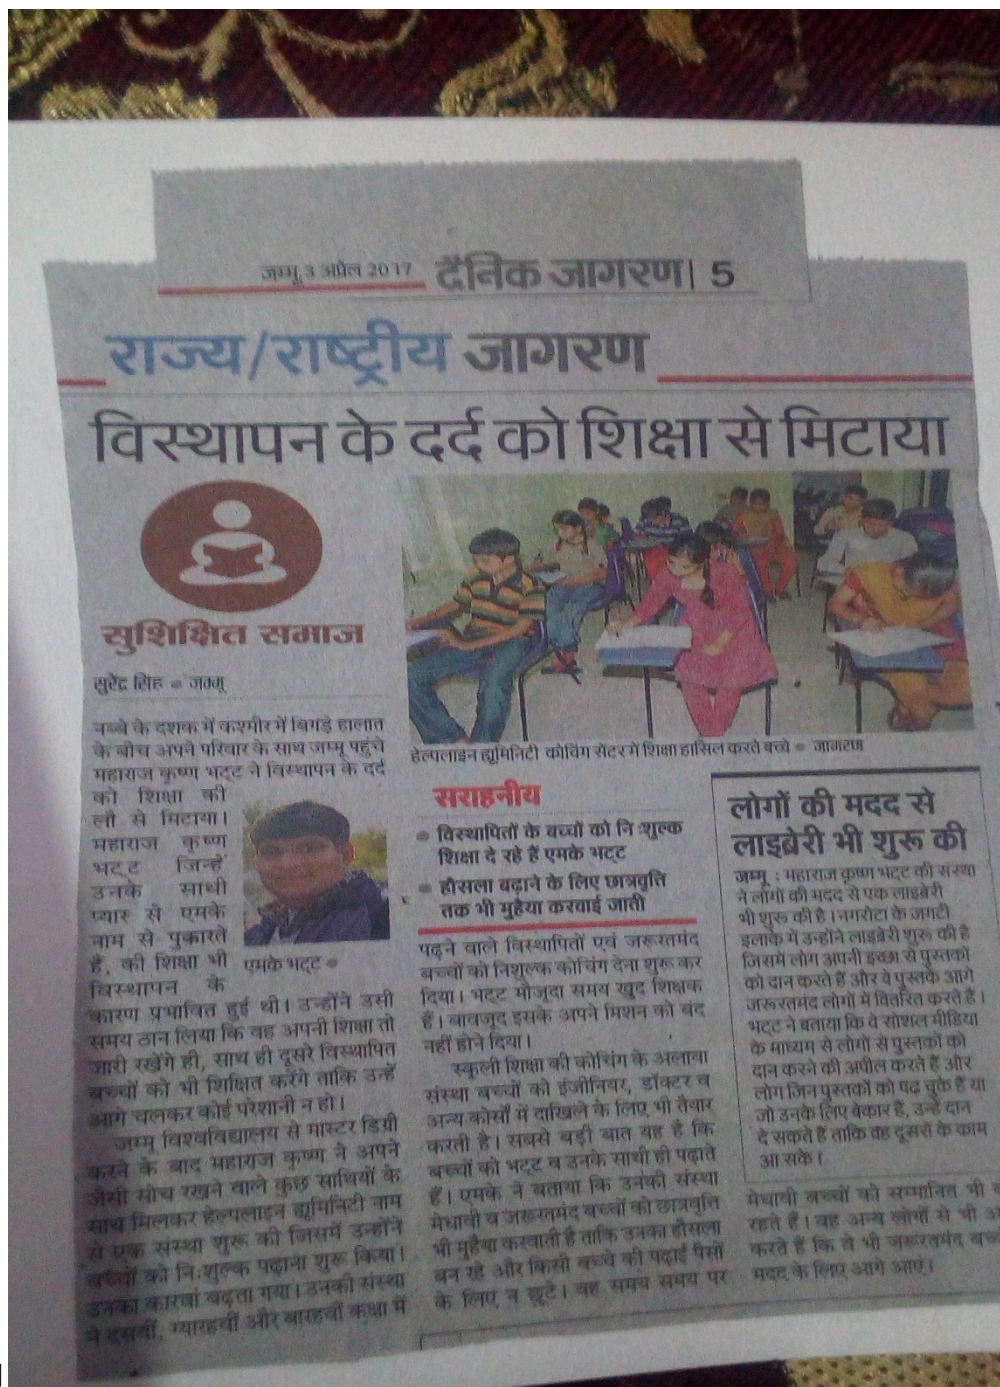 जम्मू, 3 अप्रैल 2017 दैनिक जागरण| 5
राज्य/राष्ट्रीय जागरण
विस्थापन के दर्द को शिक्षा से मिटाया
सुशिक्षित समाज
सुरेंद्र सिंह ● जम्मू
नब्बे के दशक में कश्मीर में बिगड़े हालात
के बीच अपने परिवार के साथ जम्मू पहुंचे
महाराज कृष्ण भट्ट ने विस्थापन के दर्द
को शिक्षा की
लौ से मिटाया।
महाराज कृष्ण
भट्ट जिन्हें
उनके साथी
प्यार से एमके
नाम से पुकारते
हैं, की शिक्षा भी
विस्थापन के
कारण प्रभावित हुई थी। उन्होंने उसी
समय ठान लिया कि वह अपनी शिक्षा तो
जारी रखेंगे ही, साथ ही दूसरे विस्थापित
बच्चों को भी शिक्षित करेंगे ताकि उन्हें
आगे चलकर कोई परेशानी न हो।
जम्मू विश्वविद्यालय से मास्टर डिग्री
करने के बाद महाराज कृष्ण ने अपने
जैसी सोच रखने वाले कुछ साथियों के
साथ मिलकर हेल्पलाइन ह्यूमिनिटी नाम
से एक संस्था शुरू की जिसमें उन्होंने
बच्चों को नि:शुल्क पढ़ाना शुरू किया।
उनका कारवां बढ़ता गया। उनकी संस्था
में दसवीं, ग्यारहवीं और बारहवीं कक्षा में
एमके भट्ट ●
हेल्पलाइन ह्यूमिनिटी कोचिंग सेंटर में शिक्षा हासिल करते बच्चे ● जागरण
सराहनीय
● विस्थापितों के बच्चों को नि:शुल्क
शिक्षा दे रहे हैं एमके भट्ट
● हौसला बढ़ाने के लिए छात्रवृत्ति
तक भी मुहैया करवाई जाती
पढ़ने वाले विस्थापितों एवं जरूरतमंद
बच्चों को निशुल्क कोचिंग देना शुरू कर
दिया। भट्ट मौजूदा समय खुद शिक्षक
हैं। बावजूद इसके अपने मिशन को बंद
नहीं होने दिया।
स्कूली शिक्षा की कोचिंग के अलावा
संस्था बच्चों को इंजीनियर, डॉक्टर व
अन्य कोर्सों में दाखिले के लिए भी तैयार
करती है। सबसे बड़ी बात यह है कि
बच्चों को भट्ट व उनके साथी ही पढ़ाते
हैं। एमके ने बताया कि उनकी संस्था
मेधावी व जरूरतमंद बच्चों को छात्रवृत्ति
भी मुहैया करवाती है ताकि उनका हौसला
बन रहे और किसी बच्चे की पढ़ाई पैसों
के लिए न छूटे। वह समय समय पर
लोगों की मदद से
लाइब्रेरी भी शुरू की
जम्मू : महाराज कृष्ण भट्ट की संस्था
ने लोगों की मदद से एक लाइब्रेरी
भी शुरू की है। नगरोटा के जगटी
इलाके में उन्होंने लाइब्रेरी शुरू की है
जिसमें लोग अपनी इच्छा से पुस्तकों
को दान करते हैं और वे पुस्तकें आगे
जरूरतमंद लोगों में वितरित करते हैं।
भट्ट ने बताया कि वे सोशल मीडिया
के माध्यम से लोगों से पुस्तकों को
दान करने की अपील करते हैं और
लोग जिन पुस्तकों को पढ़ चुके हैं या
जो उनके लिए बेकार हैं, उन्हें दान
दे सकते हैं ताकि वह दूसरों के काम
आ सके।
मेधावी बच्चों को सम्मानित भी
रहते हैं। वह अन्य लोगों से भी
करते हैं कि वे भी जरूरतमंद
मदद के लिए आगे आएं।